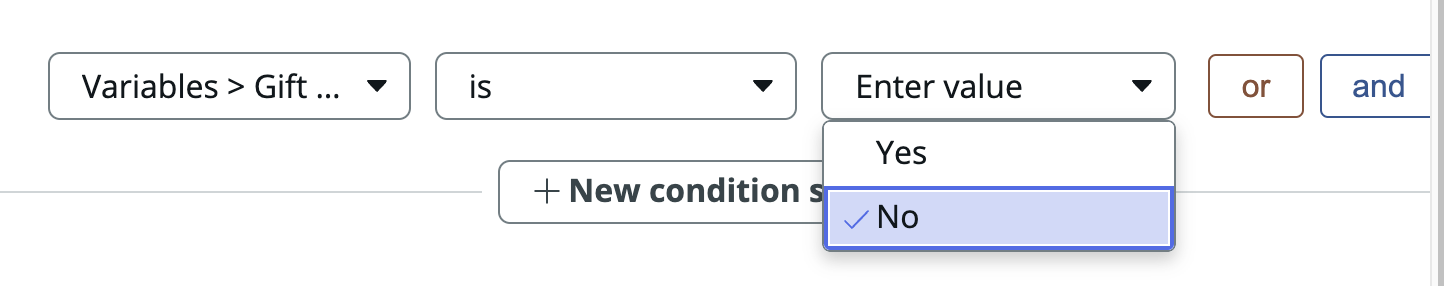 Variables > Gift ... is Enter value or and
Yes
+ New condition s
No